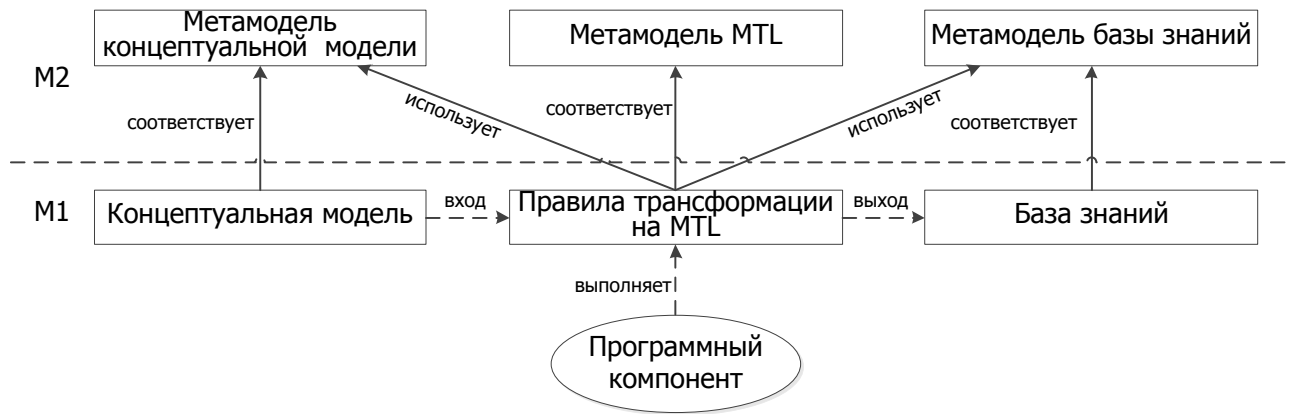 Метамодель
концептуальной модели
Метамодель MTL
Метамодель базы знаний
M2
соответствует
использует
соответствует
использует
соответствует
M1
Концептуальная модель
вход
Правила трансформации
на MTL
выход
База знаний
выполняет
Программный
компонент